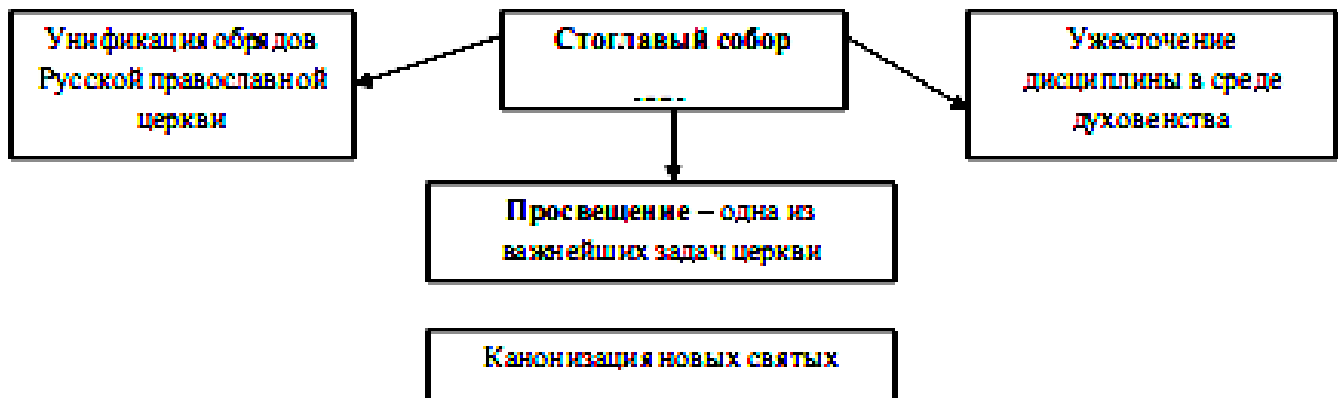 Унификация обрядов
Русской православной
церкви
Стоглавый собор
----
Ужесточение
дисциплины в среде
духовенства
Просвещение – одна из
важнейших задач церкви
Канонизация новых святых